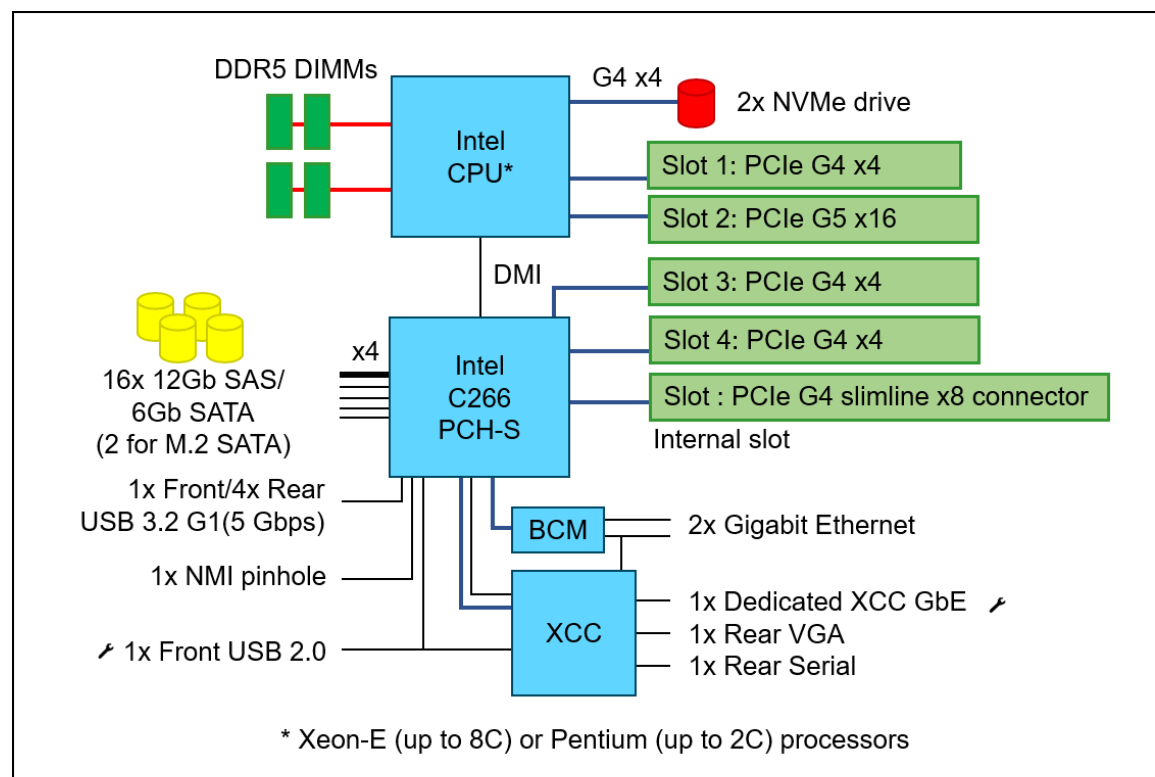 DDR5 DIMMs
G4 x4
2x NVMe drive
Intel
CPU*
Slot 1: PCIe G4 x4
Slot 2: PCIe G5 x16
DMI
Slot 3: PCIe G4 x4
Slot 4: PCIe G4 x4
Slot : PCIe G4 slimline x8 connector
Internal slot
x4
Intel
C266
PCH-S
16x 12Gb SAS/
6Gb SATA
(2 for M.2 SATA)
1x Front/4x Rear
USB 3.2 G1(5 Gbps)
BCM
2x Gigabit Ethernet
1x NMI pinhole
XCC
1x Dedicated XCC GbE
1x Rear VGA
1x Rear Serial
1x Front USB 2.0
* Xeon-E (up to 8C) or Pentium (up to 2C) processors